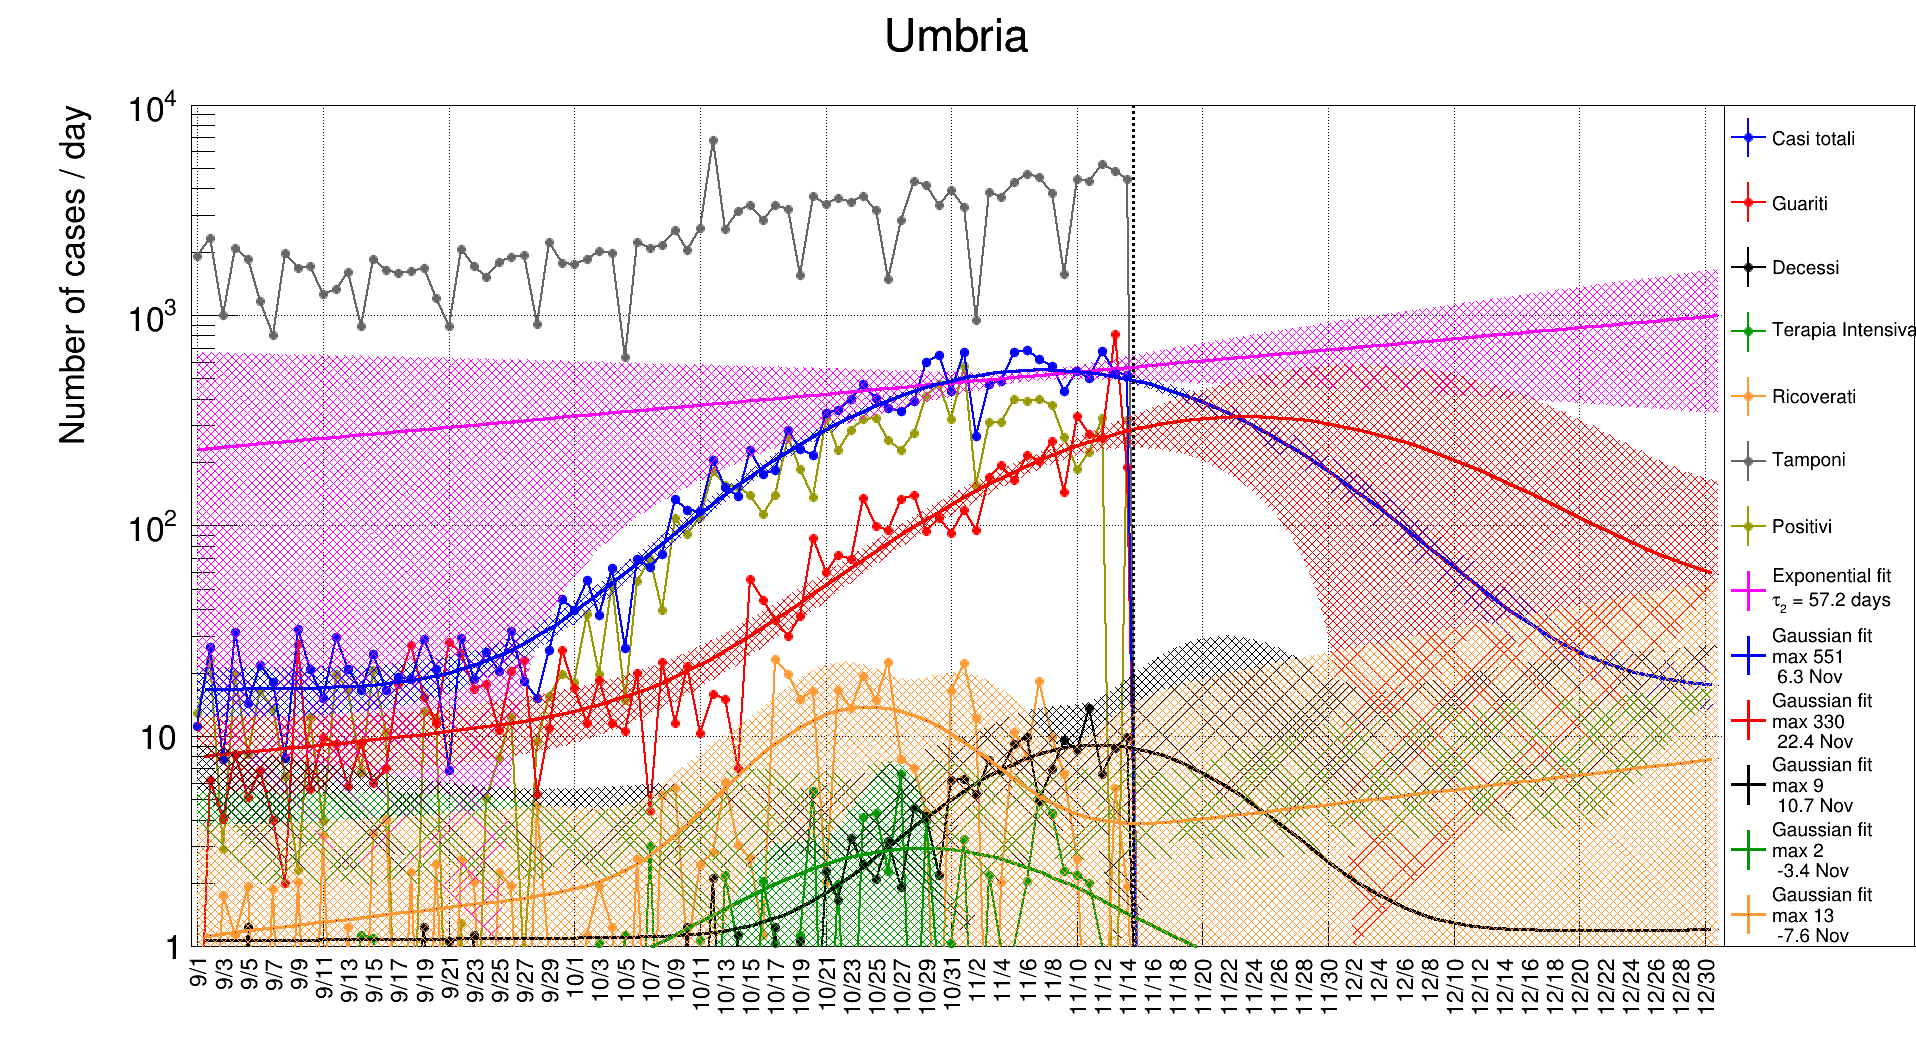 Umbria
Number of cases / day
10^4
10^3
10^2
10
1
9/1
9/3
9/5
9/7
9/9
9/11
9/13
9/15
9/17
9/19
9/21
9/23
9/25
9/27
9/29
10/1
10/3
10/5
10/7
10/9
10/11
10/13
10/15
10/17
10/19
10/21
10/23
10/25
10/27
10/29
10/31
11/2
11/4
11/6
11/8
11/10
11/12
11/14
11/16
11/18
11/20
11/22
11/24
11/26
11/28
11/30
12/2
12/4
12/6
12/8
12/10
12/12
12/14
12/16
12/18
12/20
12/22
12/24
12/26
12/28
12/30
Casi totali
Guariti
Decessi
Terapia Intensiva
Ricoverati
Tamponi
Positivi
Exponential fit
τ2 = 57.2 days
Gaussian fit
max 551
6.3 Nov
Gaussian fit
max 330
22.4 Nov
Gaussian fit
max 9
10.7 Nov
Gaussian fit
max 2
-3.4 Nov
Gaussian fit
max 13
-7.6 Nov